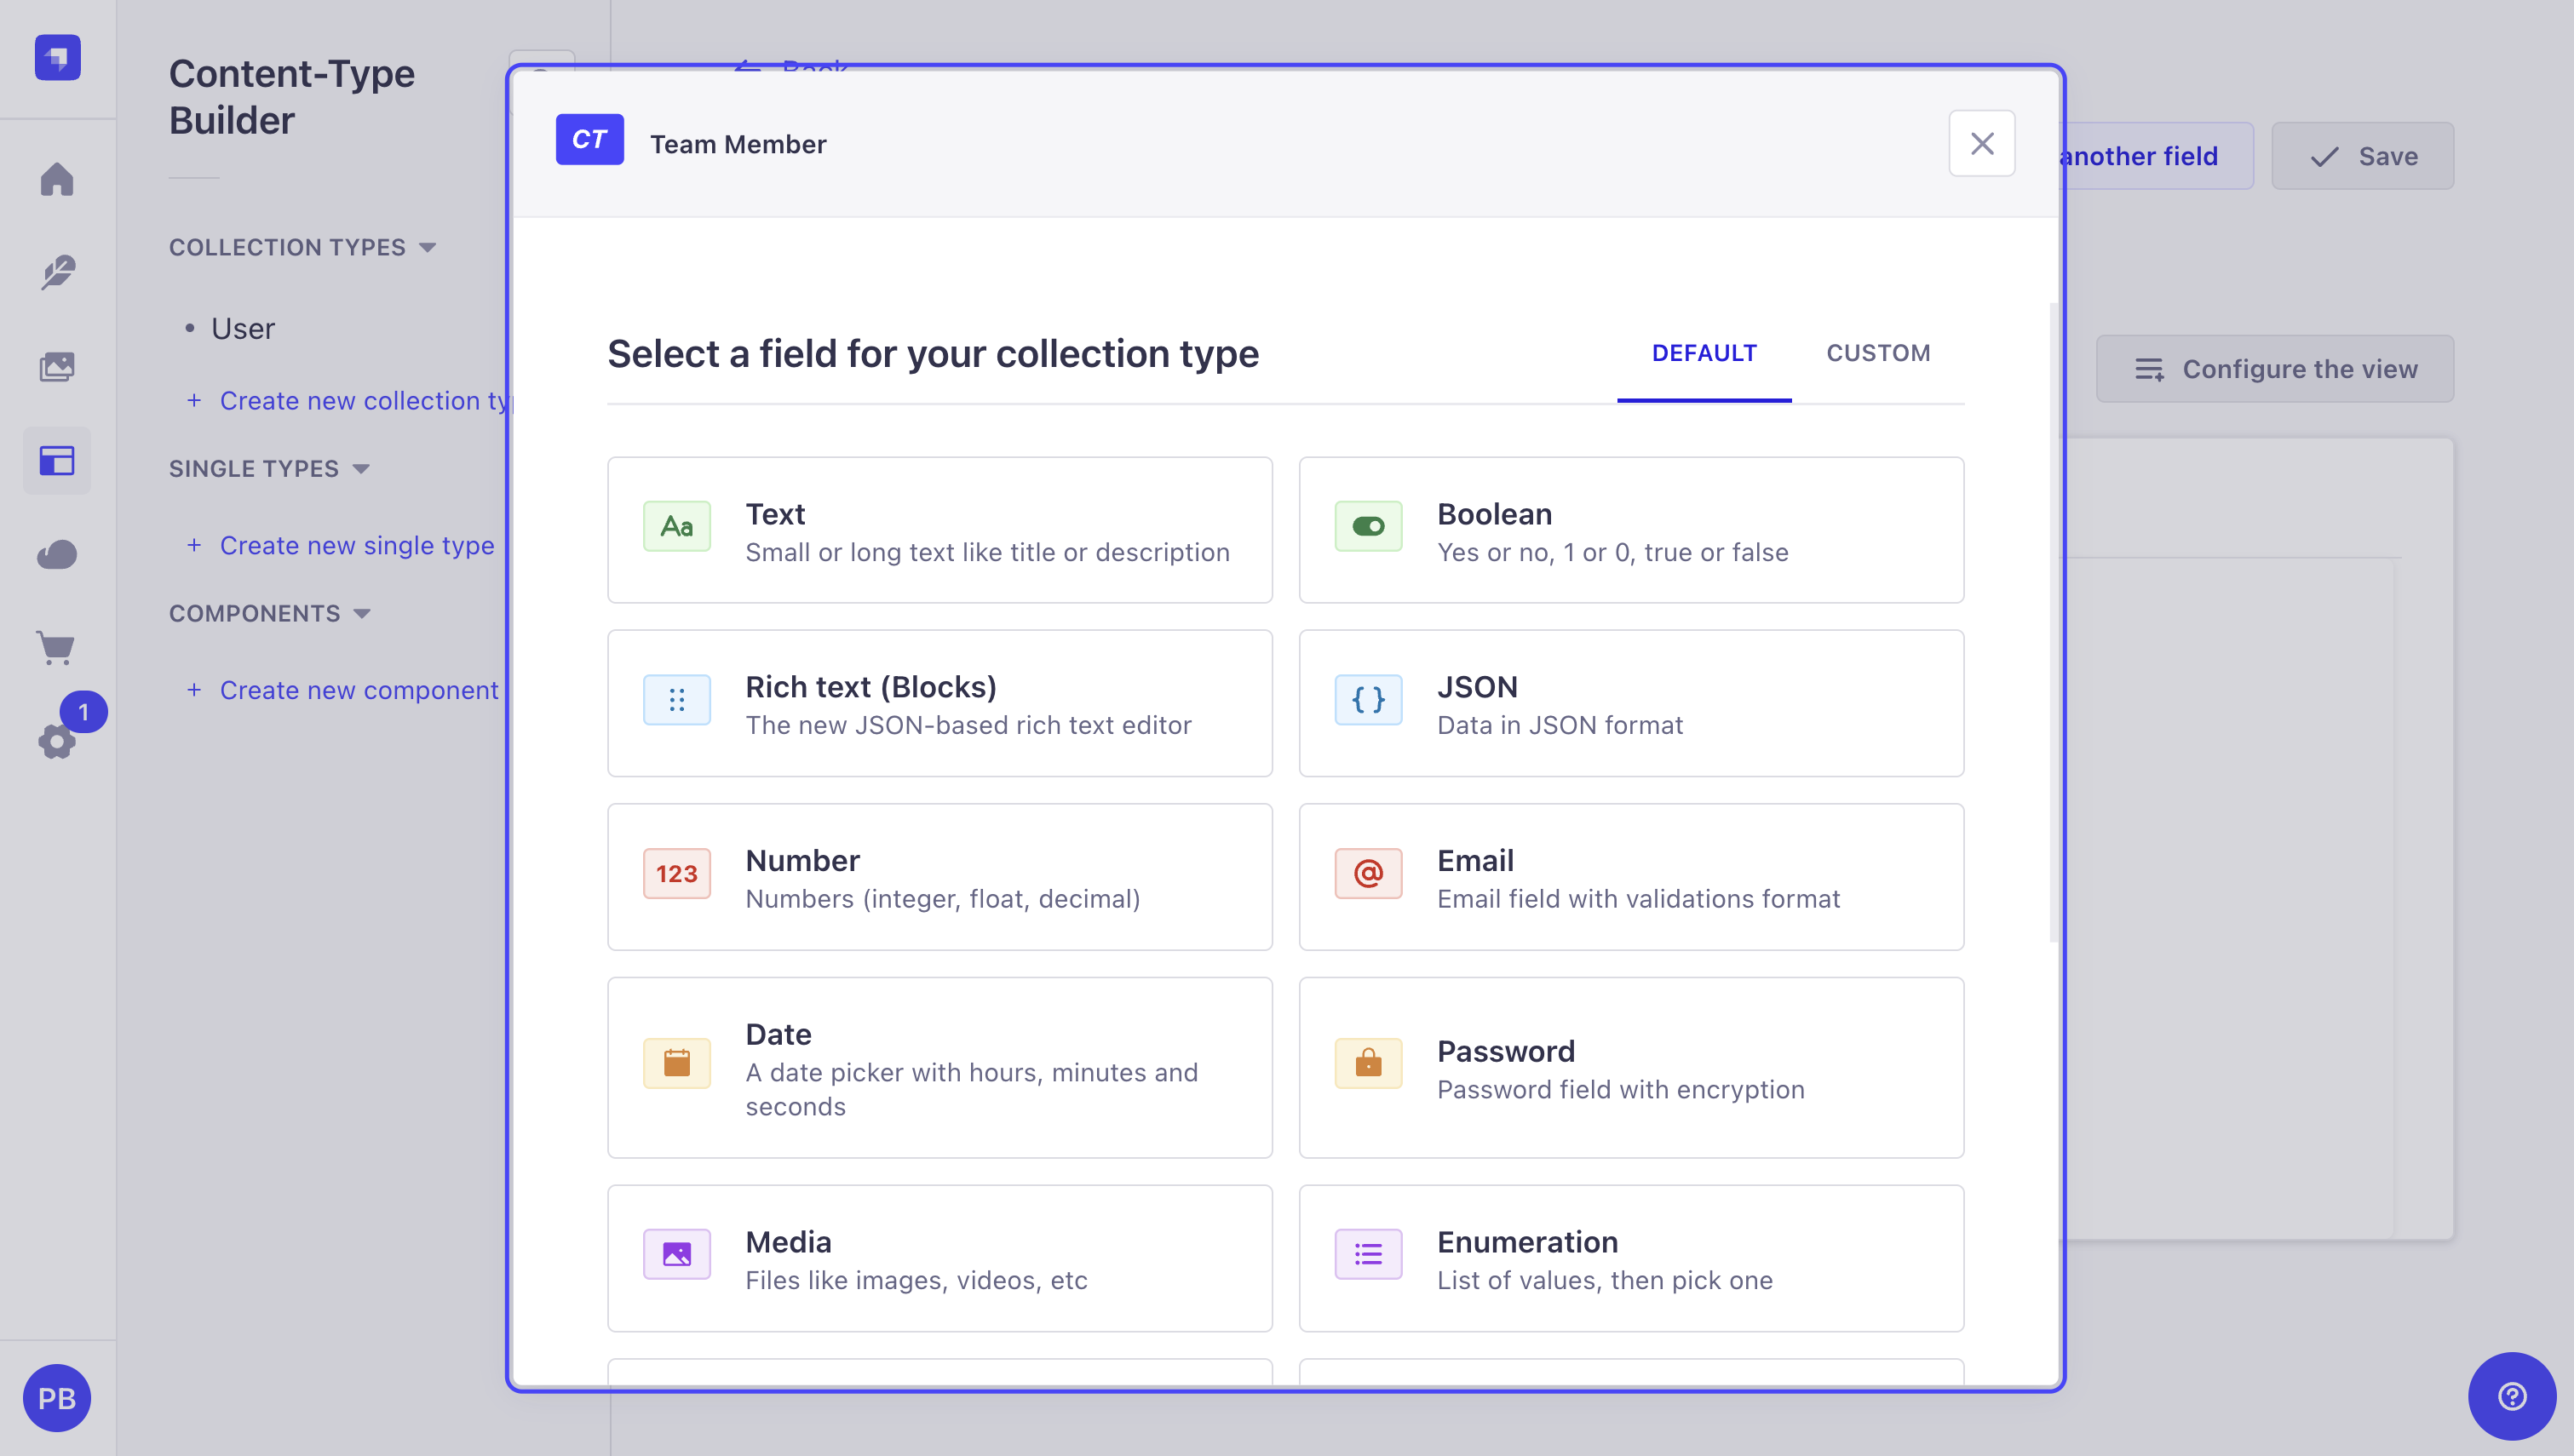 Content-Type
Builder
COLLECTION TYPES
User
+ Create new collection ty
SINGLE TYPES
+ Create new single type
COMPONENTS
+ Create new component
1
PB
Back
another field
Save
Configure the view
CT
Team Member
Select a field for your collection type
DEFAULT
CUSTOM
Aa
Text
Small or long text like title or description
Boolean
Yes or no, 1 or 0, true or false
Rich text (Blocks)
The new JSON-based rich text editor
{ }
JSON
Data in JSON format
123
Number
Numbers (integer, float, decimal)
@
Email
Email field with validations format
Date
A date picker with hours, minutes and
seconds
Password
Password field with encryption
Media
Files like images, videos, etc
Enumeration
List of values, then pick one